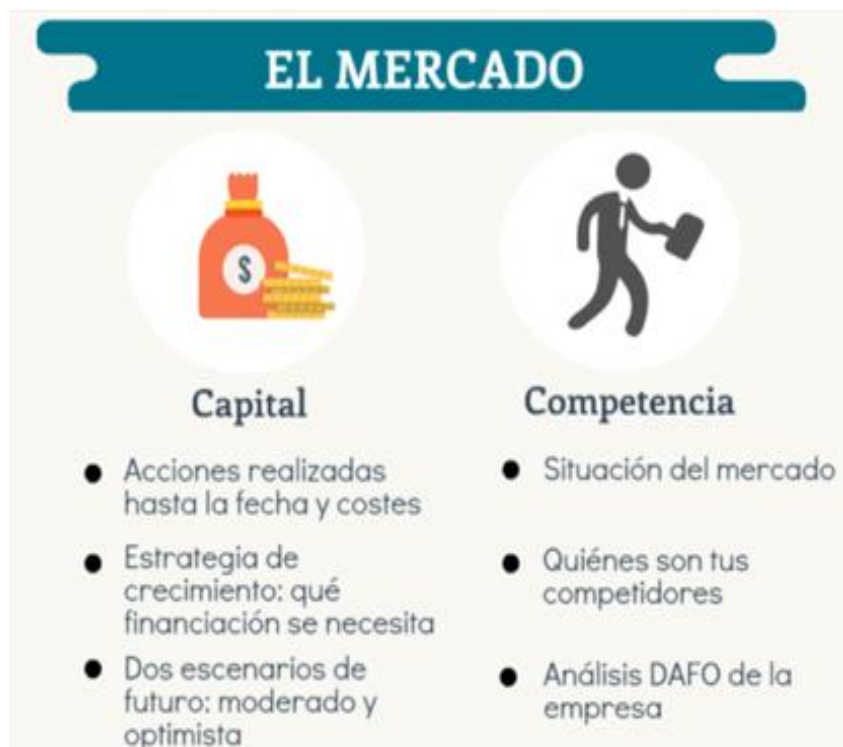 EL MERCADO
$
Capital
Acciones realizadas
hasta la fecha y costes
Estrategia de
crecimiento: qué
financiación se necesita
Dos escenarios de
futuro: moderado y
optimista
Competencia
Situación del mercado
Quiénes son tus
competidores
Análisis DAFO de la
empresa